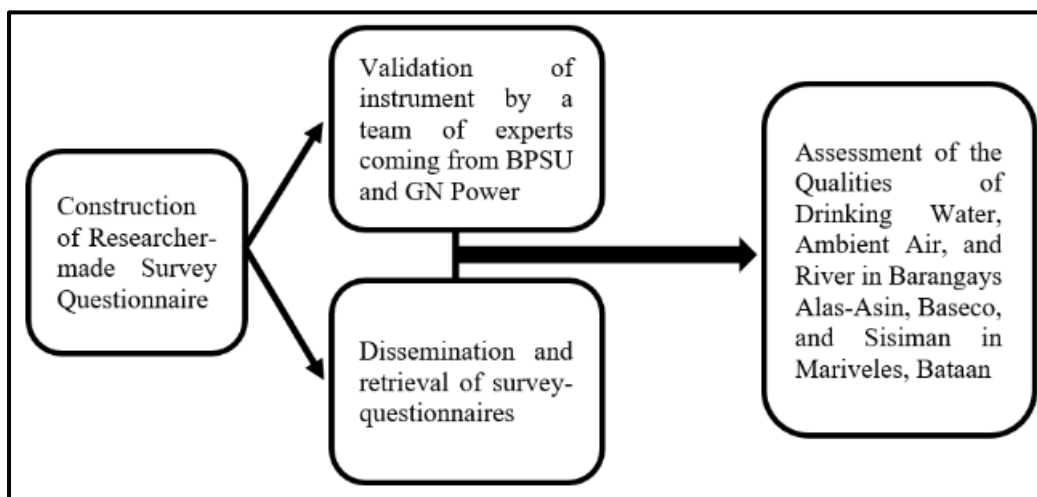 Construction
of Researcher-
made Survey
Questionnaire
Validation of
instrument by a
team of experts
coming from BPSU
and GN Power
Dissemination and
retrieval of survey-
questionnaires
Assessment of the
Qualities of
Drinking Water,
Ambient Air, and
River in Barangays
Alas-Asin, Baseco,
and Sisiman in
Mariveles, Bataan